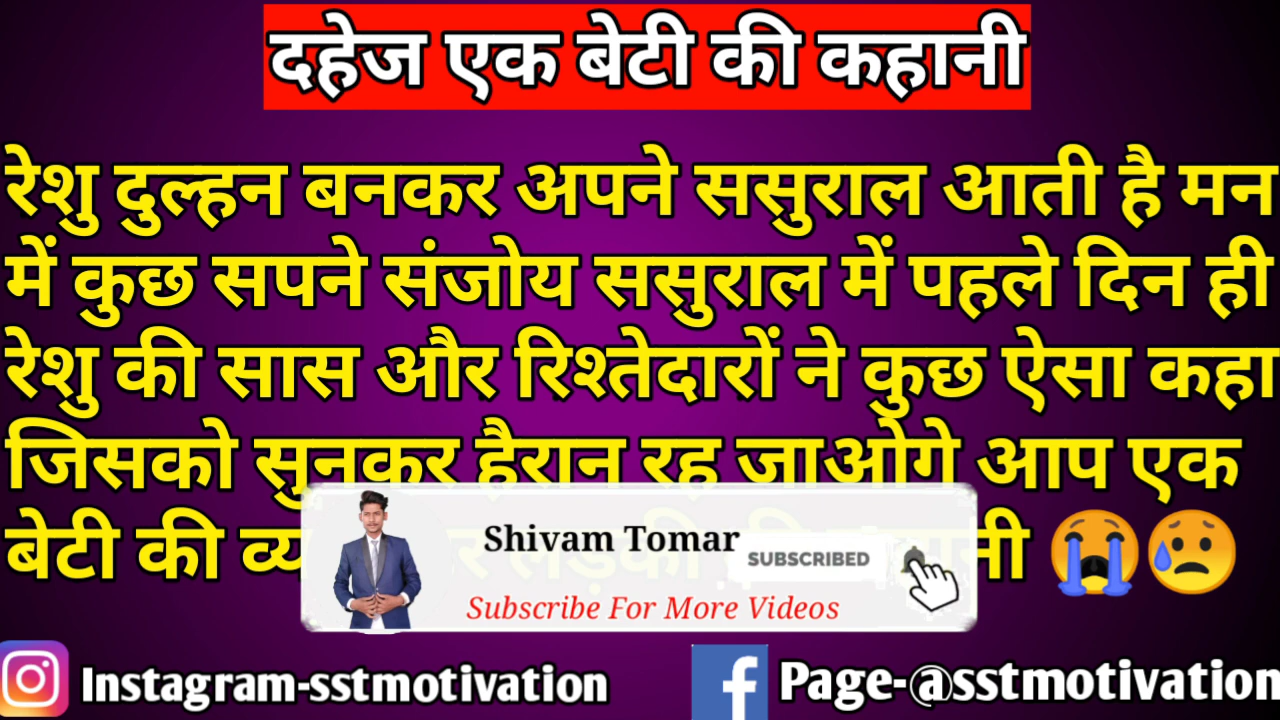 दहेज एक बेटी की कहानी
रेशु दुल्हन बनकर अपने ससुराल आती है मन
में कुछ सपने संजोय ससुराल में पहले दिन ही
रेशु की सास और रिश्तेदारों ने कुछ ऐसा कहा
जिसको सुनकर हैरान रह जाओगे आप एक
बेटी की
Shivam Tomar
SUBSCRIBED
Subscribe For More Videos
Instagram-sstmotivation
Page-@sstmotivation